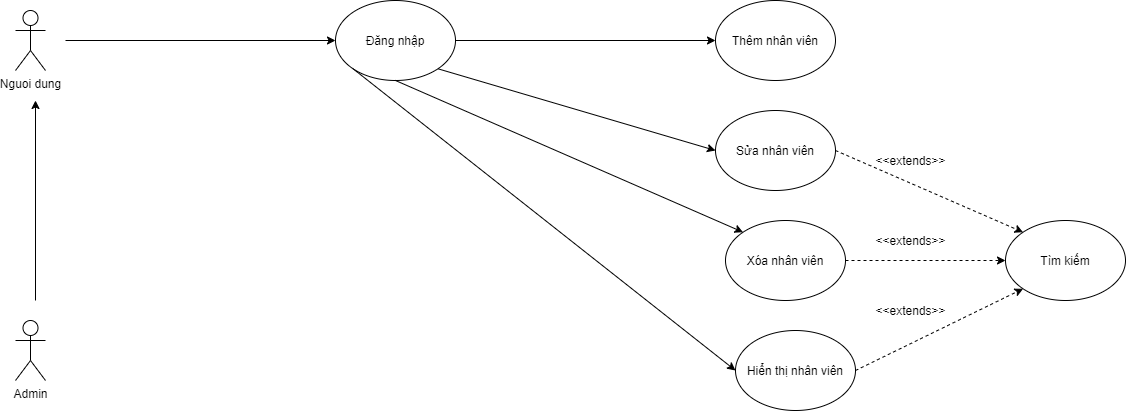 Nguoi dung
Đăng nhập
Thêm nhân viên
Sửa nhân viên
<<extends>>
Xóa nhân viên
<<extends>>
Tìm kiếm
<<extends>>
Hiển thị nhân viên
Admin